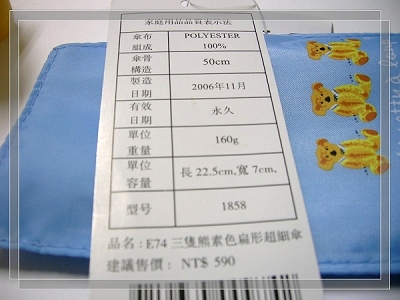 家庭用品品質表示法
傘布組成 POLYESTER 100%
傘骨構造 50cm
製造日期 2006年11月
有效日期 永久
單位重量 160g
單位容量 長 22.5cm,寬 7cm,
型号 1858
品名:E74 三隻熊素色扁形超細傘
建議售價: NT$ 590